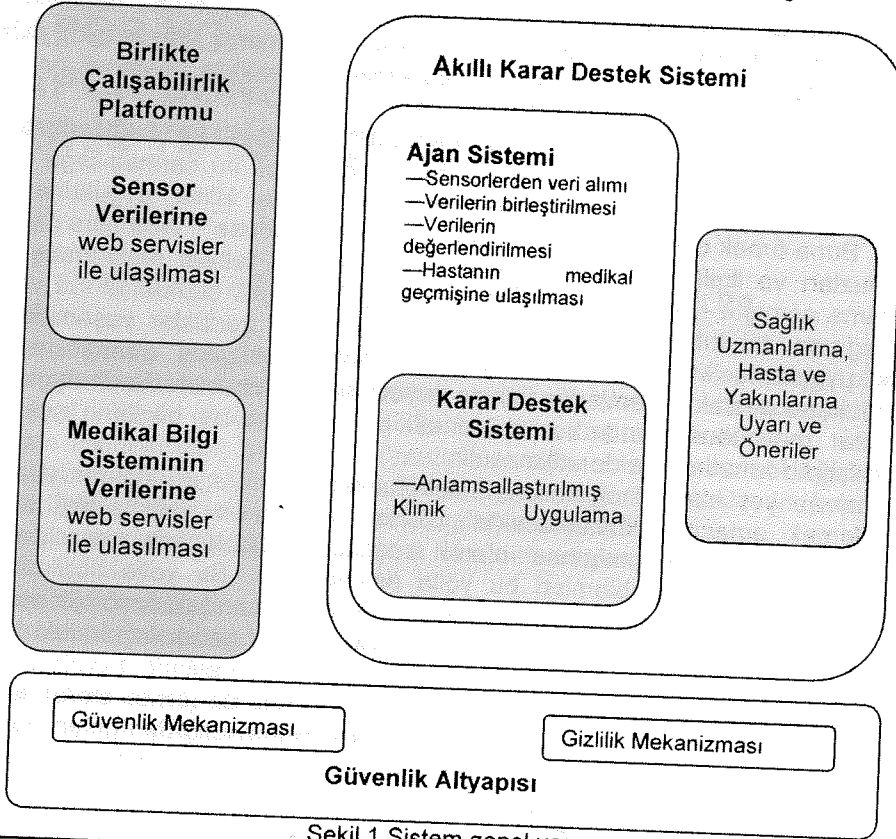 Birlikte
Çalışabilirlik
Platformu
Sensor
Verilerine
web servisler
ile ulaşılması
Medikal Bilgi
Sisteminin
Verilerine
web servisler
ile ulaşılması
Akıllı Karar Destek Sistemi
Ajan Sistemi
—Sensorlerden veri alımı
—Verilerin birleştirilmesi
—Verilerin
değerlendirilmesi
—Hastanın medikal
geçmişine ulaşılması
Karar Destek
Sistemi
—Anlamsallaştırılmış
Klinik Uygulama
Sağlık
Uzmanlarına,
Hasta ve
Yakınlarına
Uyarı ve
Öneriler
Güvenlik Mekanizması
Gizlilik Mekanizması
Güvenlik Altyapısı
Şekil 1 Sistem genel